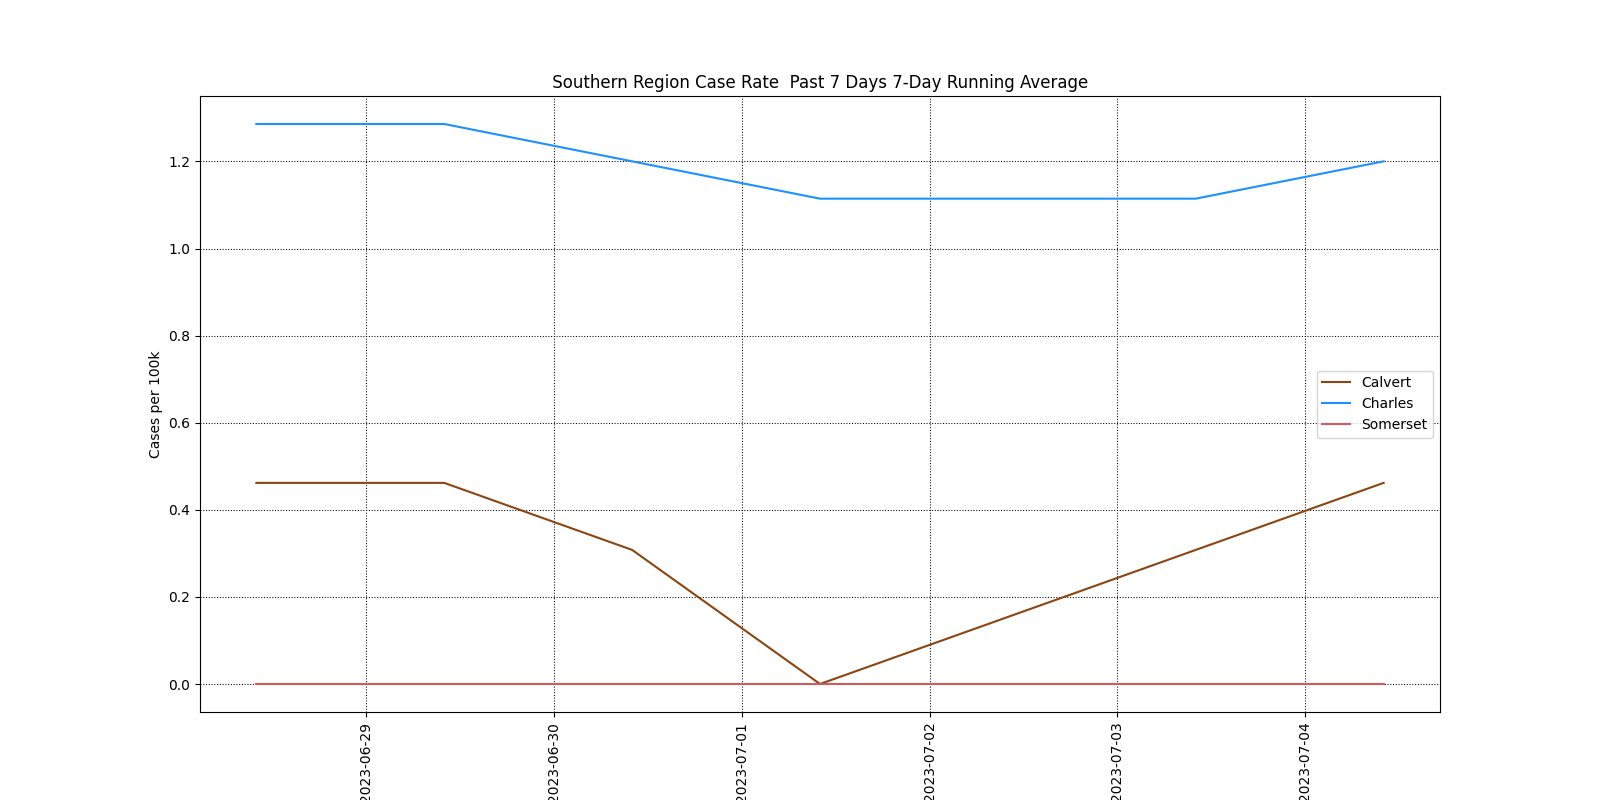 Southern Region Case Rate  Past 7 Days 7-Day Running Average
Cases per 100k
1.2
1.0
0.8
0.6
0.4
0.2
0.0
Calvert
Charles
Somerset
2023-06-29
2023-06-30
2023-07-01
2023-07-02
2023-07-03
2023-07-04